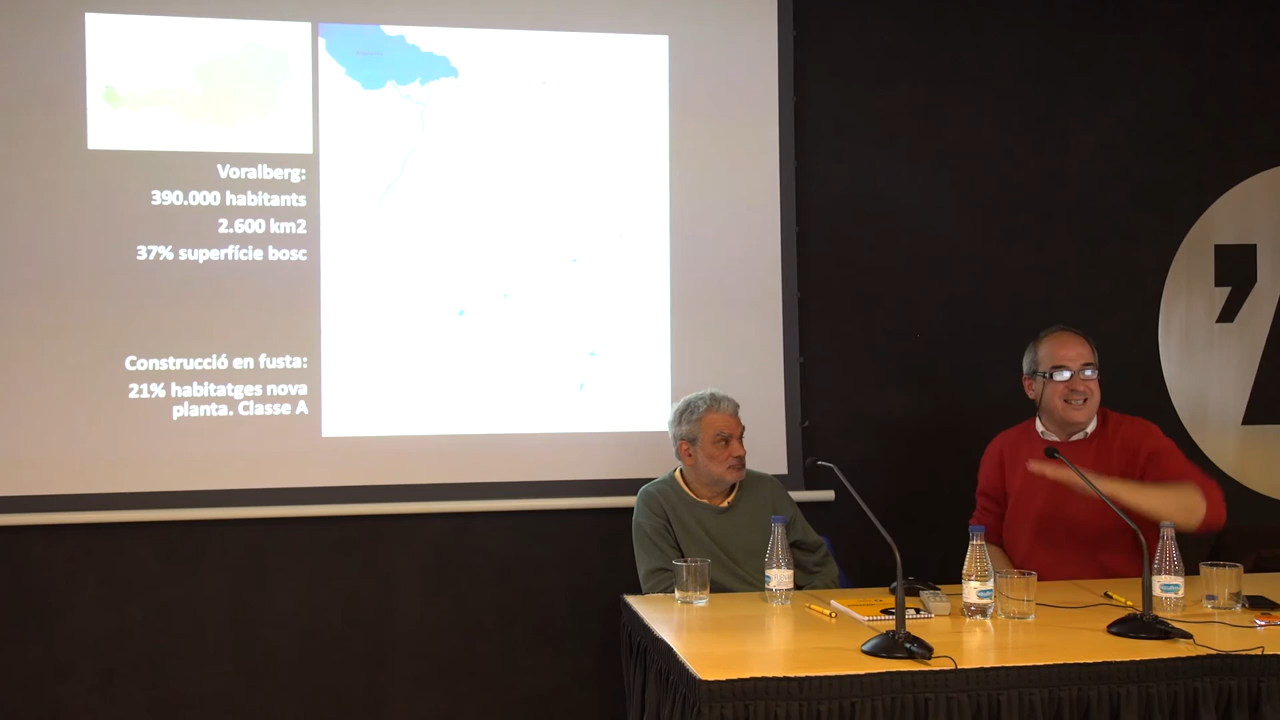 Voralberg:
390.000 habitants
2.600 km2
37% superfície bosc
Construcció en fusta:
21% habitatges nova
planta. Classe A